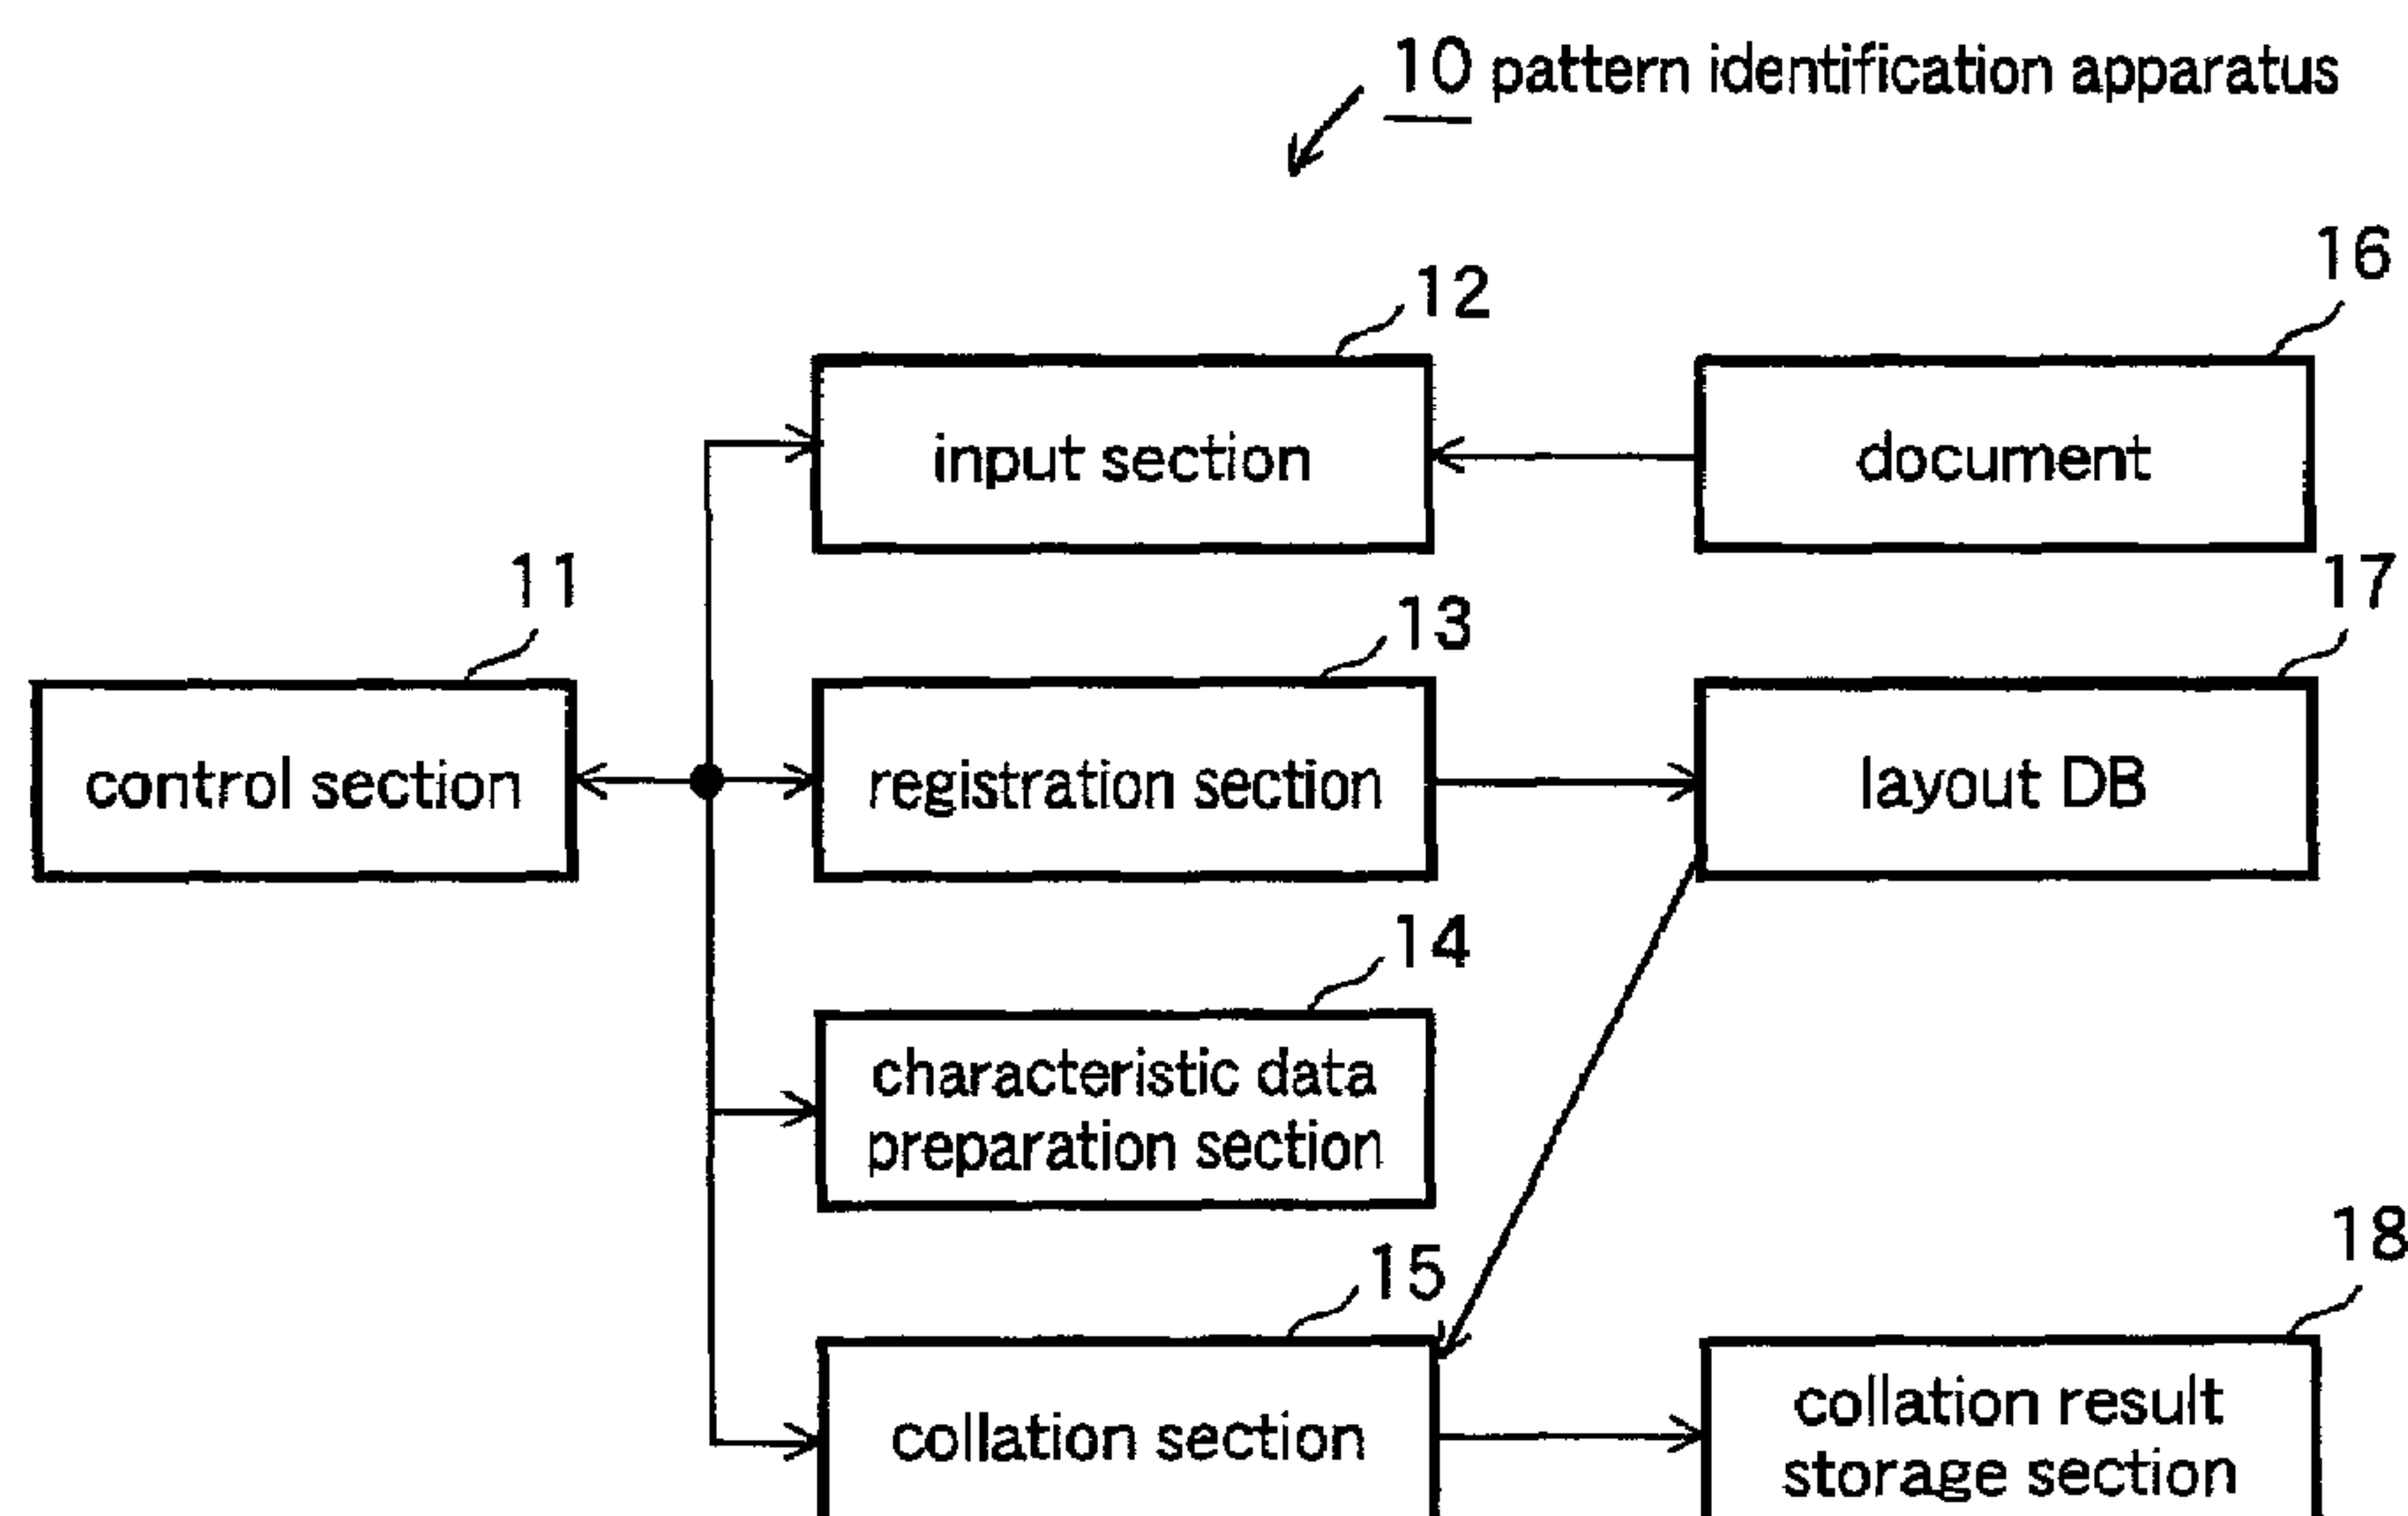 10 pattern identification apparatus
16
12
input section
document
17
11
13
control section
registration section
layout DB
14
characteristic data
preparation section
18
15
collation section
collation result
storage section